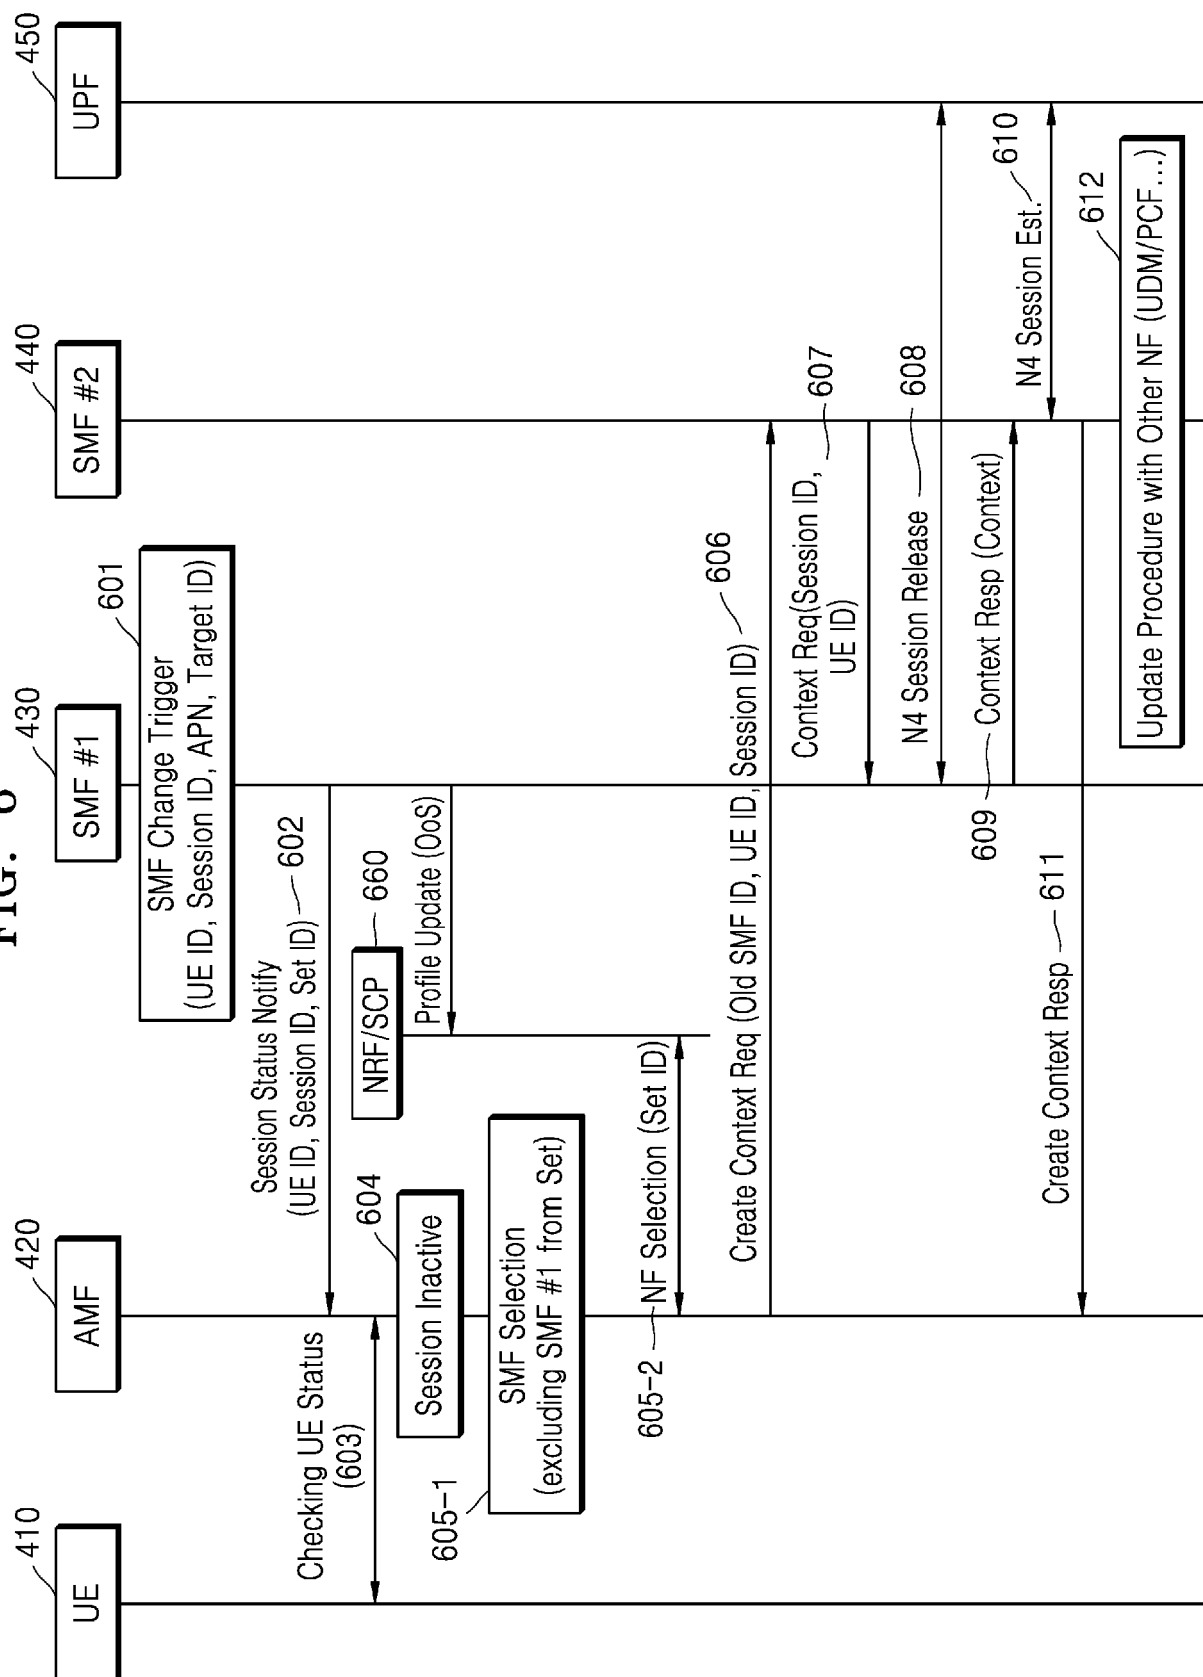 FIG. 6
410
UE
420
AMF
430
SMF #1
440
SMF #2
450
UPF
601
SMF Change Trigger
(UE ID, Session ID, APN, Target ID)
Session Status Notify
(UE ID, Session ID, Set ID)
602
Checking UE Status
(603)
604
Session Inactive
NRF/SCP
660
Profile Update (OoS)
605-1
SMF Selection
(excluding SMF #1 from Set)
605-2
NF Selection (Set ID)
Create Context Req (Old SMF ID, UE ID, Session ID)
606
Context Req(Session ID,
UE ID)
607
N4 Session Release
608
609
Context Resp (Context)
N4 Session Est.
610
Create Context Resp
611
612
Update Procedure with Other NF (UDM/PCF...)